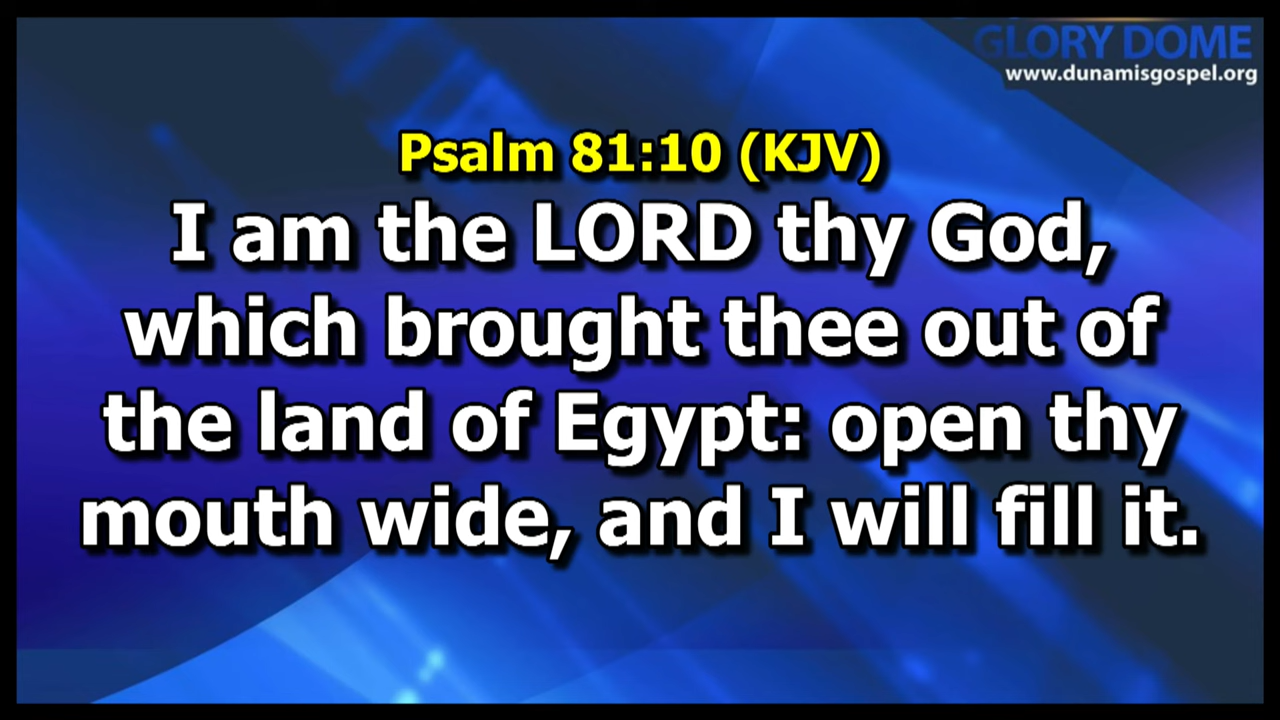 GLORY DOME
www.dunamisgospel.org
Psalm 81:10 (KJV)
I am the LORD thy God,
which brought thee out of
the land of Egypt: open thy
mouth wide, and I will fill it.